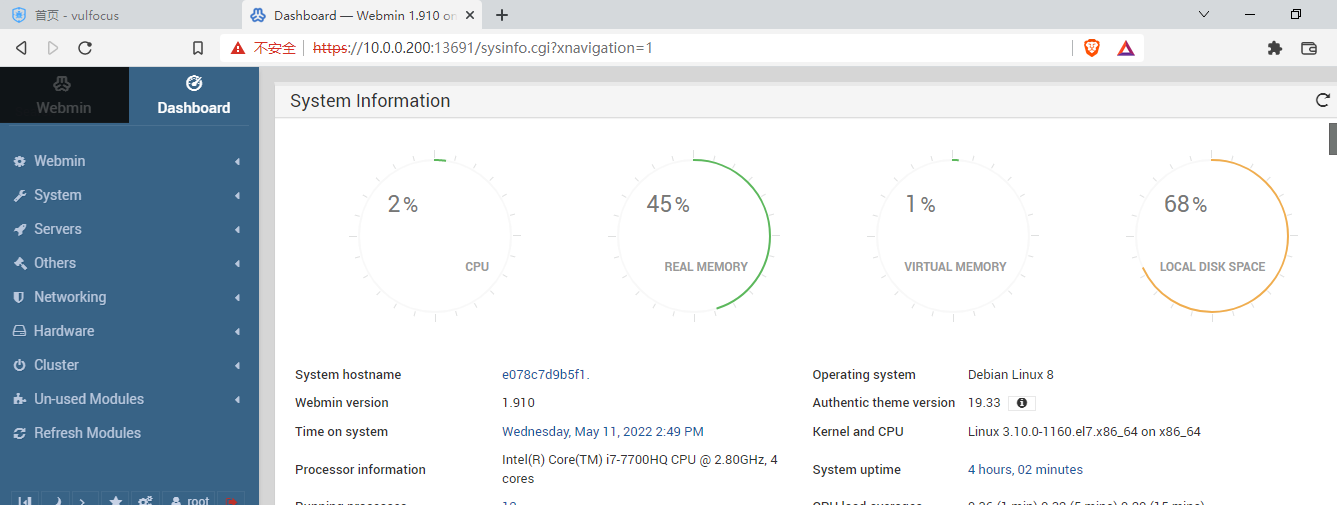 首页 - vulfocus
Dashboard — Webmin 1.910 on
不安全 https://10.0.0.200:13691/sysinfo.cgi?xnavigation=1
Webmin
Dashboard
Webmin
System
Servers
Others
Networking
Hardware
Cluster
Un-used Modules
Refresh Modules
root
System Information
2 %
CPU
45 %
REAL MEMORY
1 %
VIRTUAL MEMORY
68 %
LOCAL DISK SPACE
System hostname e078c7d9b5f1.
Operating system Debian Linux 8
Webmin version 1.910
Authentic theme version 19.33
Time on system Wednesday, May 11, 2022 2:49 PM
Kernel and CPU Linux 3.10.0-1160.el7.x86_64 on x86_64
Processor information Intel(R) Core(TM) i7-7700HQ CPU @ 2.80GHz, 4
cores
System uptime 4 hours, 02 minutes
Running processes
CPU load averages